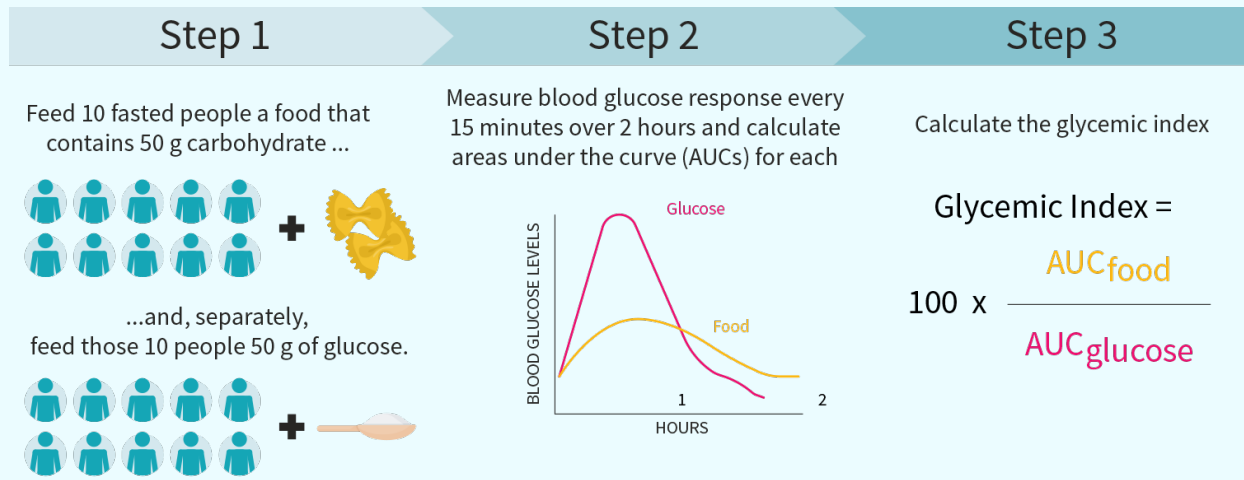 Step 1
Feed 10 fasted people a food that
contains 50 g carbohydrate ...
...and, separately,
feed those 10 people 50 g of glucose.
Step 2
Measure blood glucose response every
15 minutes over 2 hours and calculate
areas under the curve (AUCs) for each
Glucose
Food
BLOOD GLUCOSE LEVELS
1 2
HOURS
Step 3
Calculate the glycemic index
Glycemic Index =
AUCfood
100 x
AUCglucose